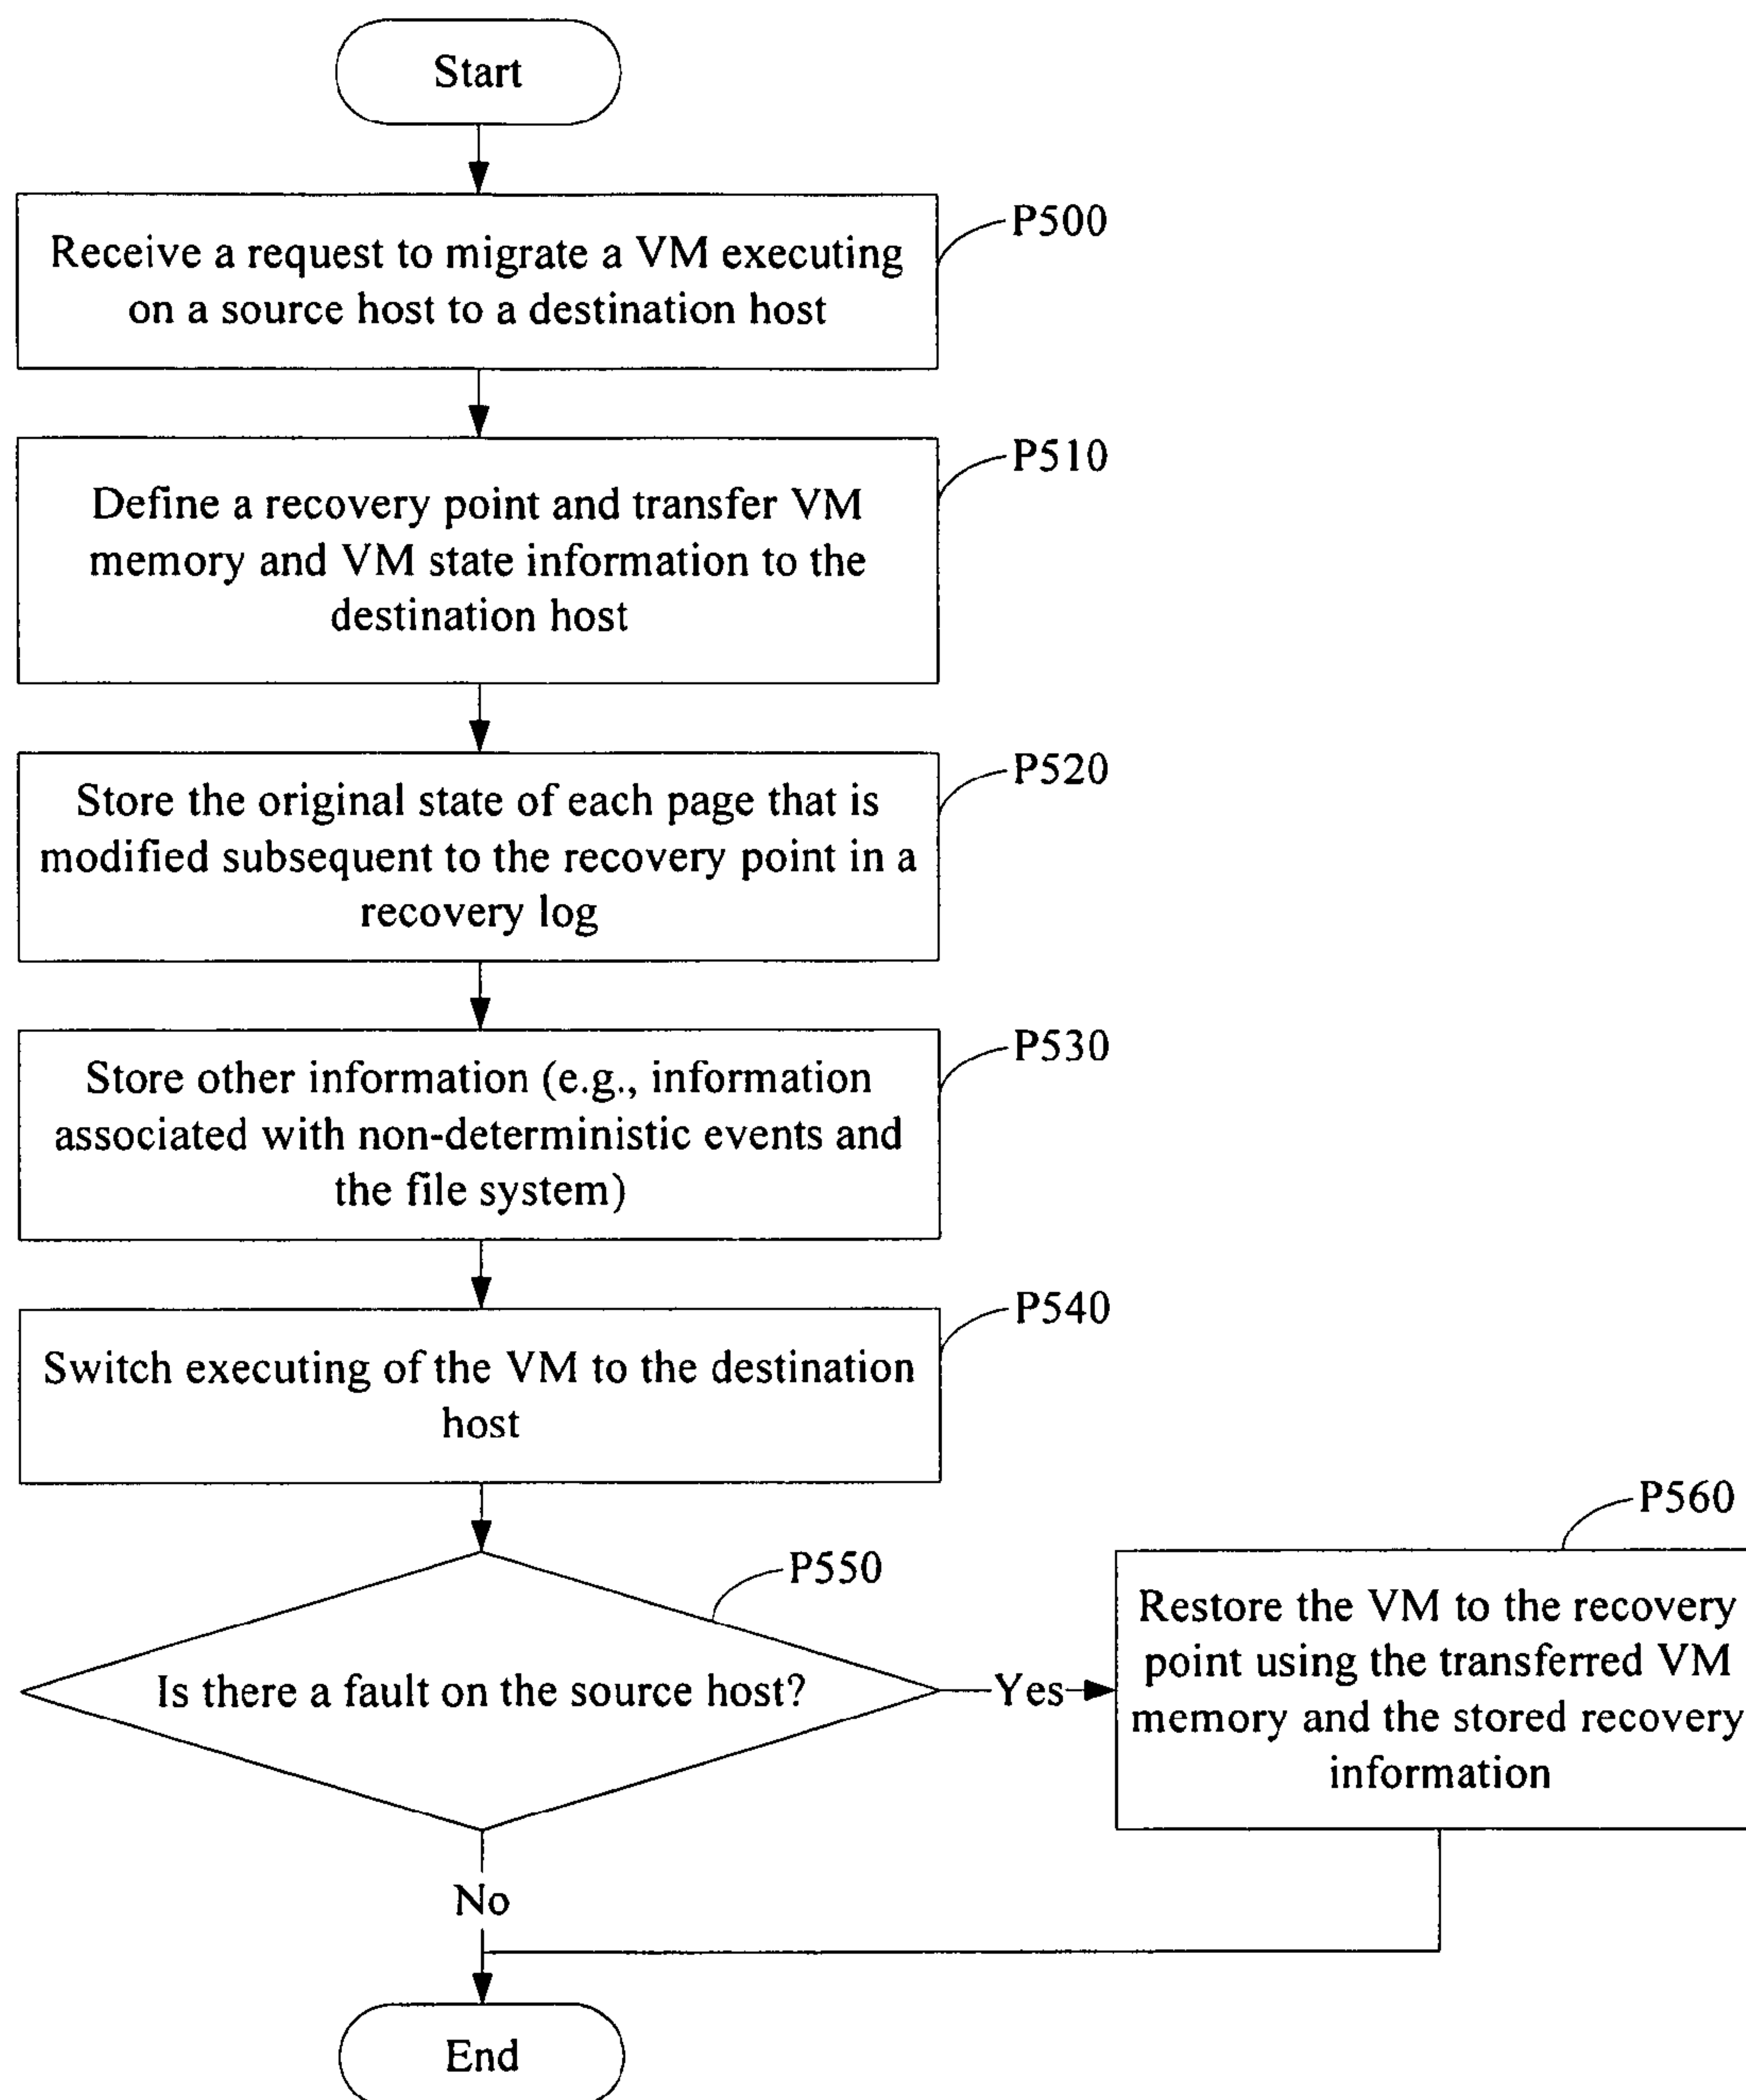 Start
P500
Receive a request to migrate a VM executing
on a source host to a destination host
P510
Define a recovery point and transfer VM
memory and VM state information to the
destination host
P520
Store the original state of each page that is
modified subsequent to the recovery point in a
recovery log
P530
Store other information (e.g., information
associated with non-deterministic events and
the file system)
P540
Switch executing of the VM to the destination
host
P550
Is there a fault on the source host?
Yes
P560
Restore the VM to the recovery
point using the transferred VM
memory and the stored recovery
information
No
End